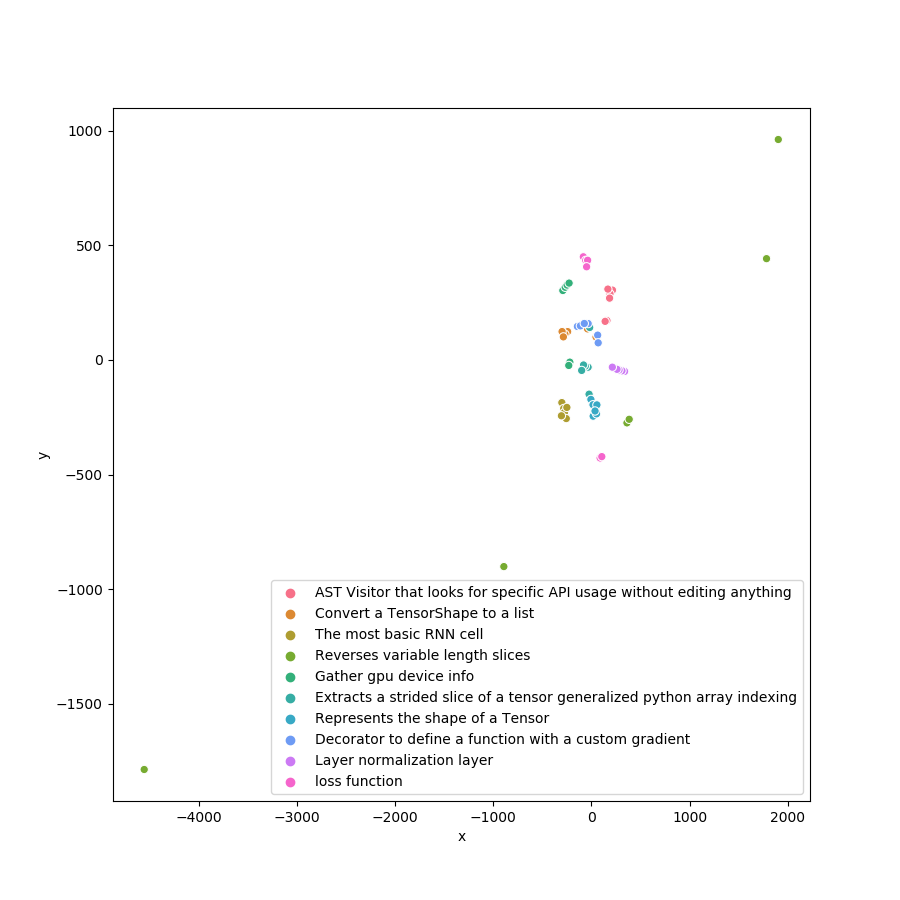 1000
500
0
−500
−1000
−1500
y
AST Visitor that looks for specific API usage without editing anything
Convert a TensorShape to a list
The most basic RNN cell
Reverses variable length slices
Gather gpu device info
Extracts a strided slice of a tensor generalized python array indexing
Represents the shape of a Tensor
Decorator to define a function with a custom gradient
Layer normalization layer
loss function
−4000 −3000 −2000 −1000 0 1000 2000
x